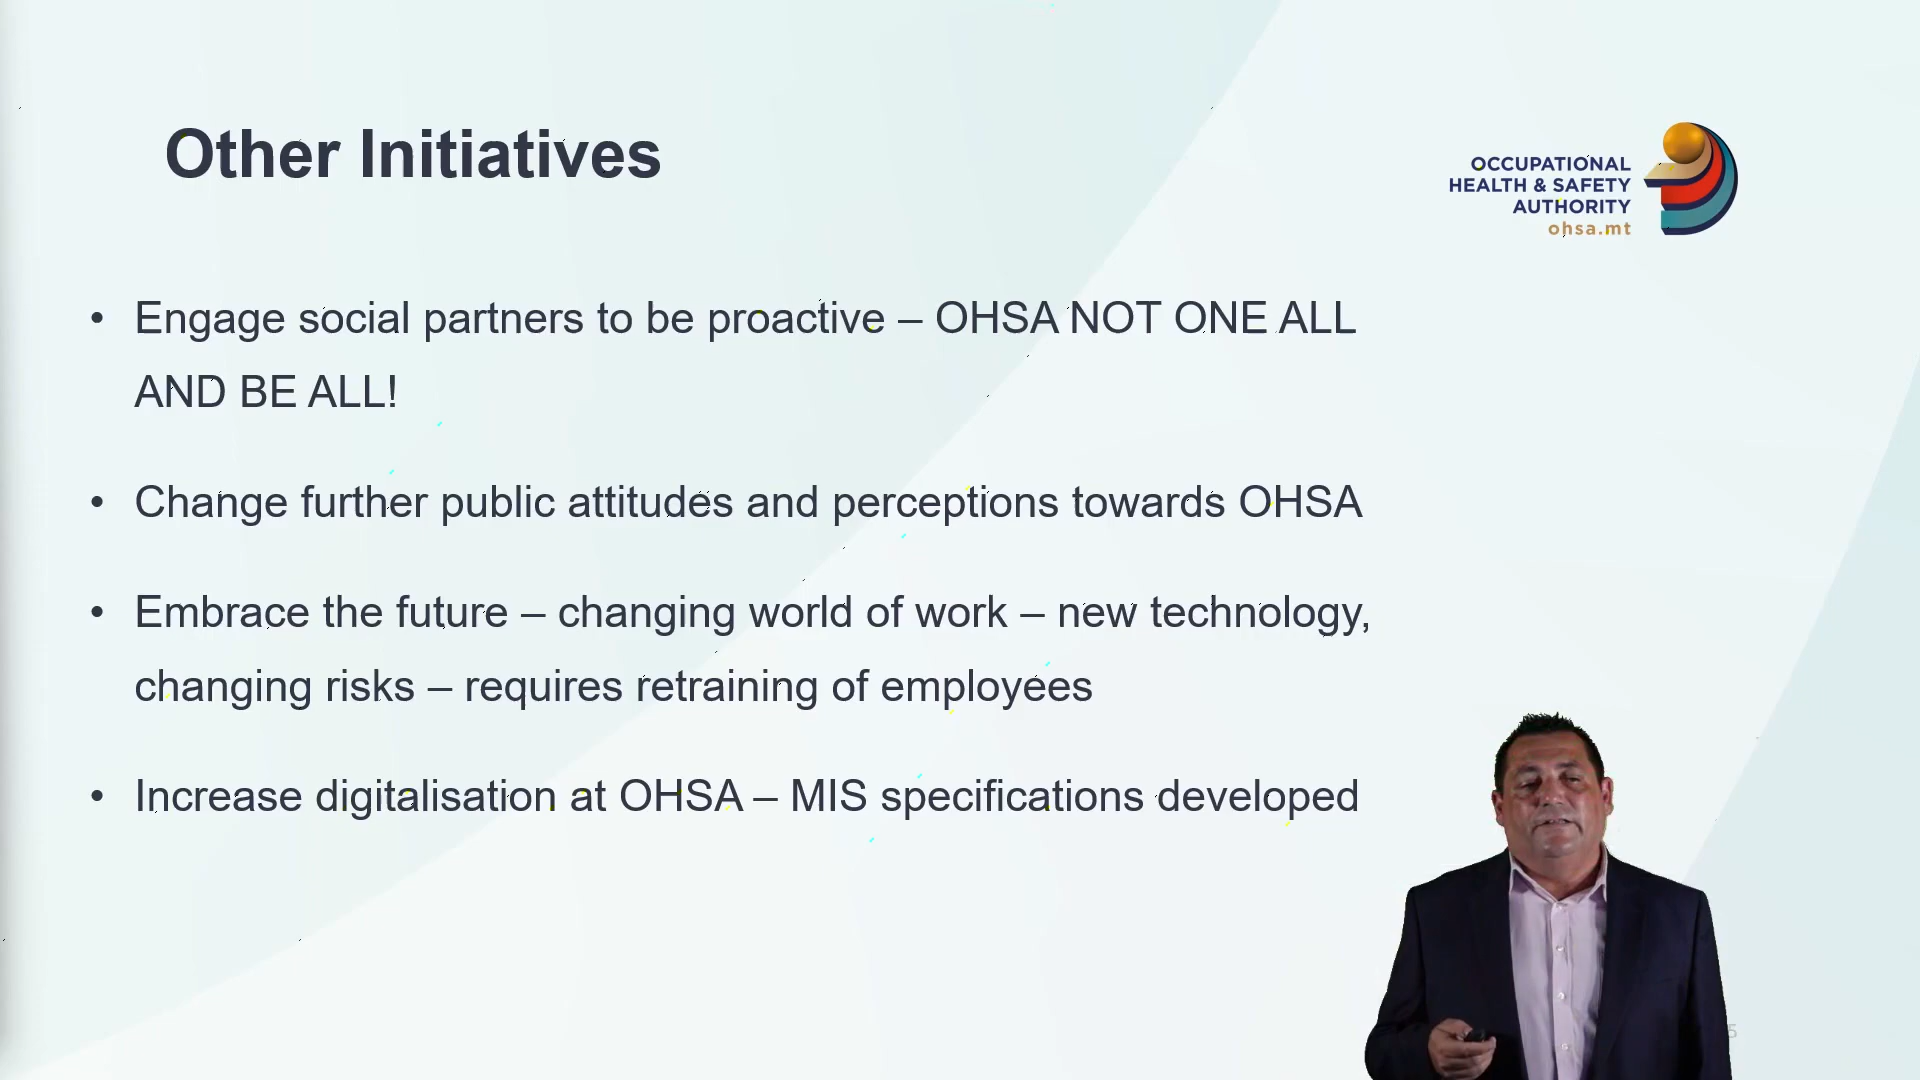 Other Initiatives
OCCUPATIONAL
HEALTH & SAFETY
AUTHORITY
ohsa.mt
• Engage social partners to be proactive – OHSA NOT ONE ALL
AND BE ALL!
• Change further public attitudes and perceptions towards OHSA
• Embrace the future – changing world of work – new technology,
changing risks – requires retraining of employees
• Increase digitalisation at OHSA – MIS specifications developed